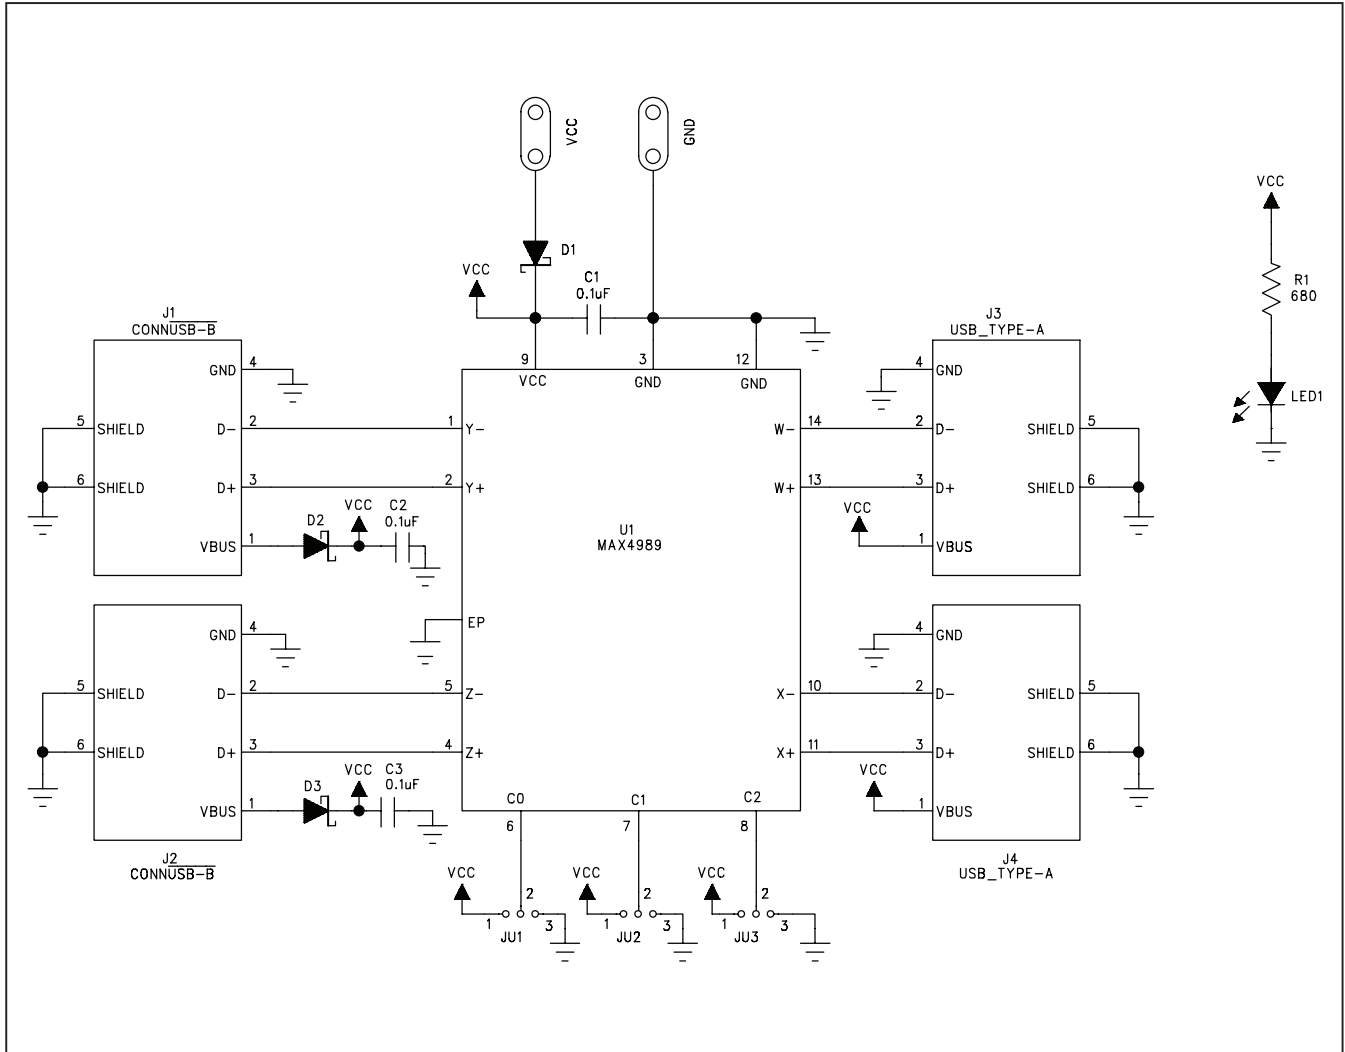 VCC
GND
D1
VCC
C1
0.1uF
VCC
R1
680
LED1
J1
CONNUSB-B
GND 4
5 SHIELD D- 2
6 SHIELD D+ 3
VBUS 1
D2
VCC
C2
0.1uF
J2
CONNUSB-B
GND 4
5 SHIELD D- 2
6 SHIELD D+ 3
VBUS 1
D3
VCC
C3
0.1uF
9 3 12
VCC GND GND
1 Y-
2 Y+
EP
5 Z-
4 Z+
U1
MAX4989
W- 14
W+ 13
X- 10
X+ 11
C0 C1 C2
6 7 8
J3
USB_TYPE-A
4 GND
2 D- SHIELD 5
3 D+ SHIELD 6
VCC
1 VBUS
4 GND
2 D- SHIELD 5
3 D+ SHIELD 6
VCC
1 VBUS
J4
USB_TYPE-A
VCC
2
1 3
JU1
VCC
2
1 3
JU2
VCC
2
1 3
JU3